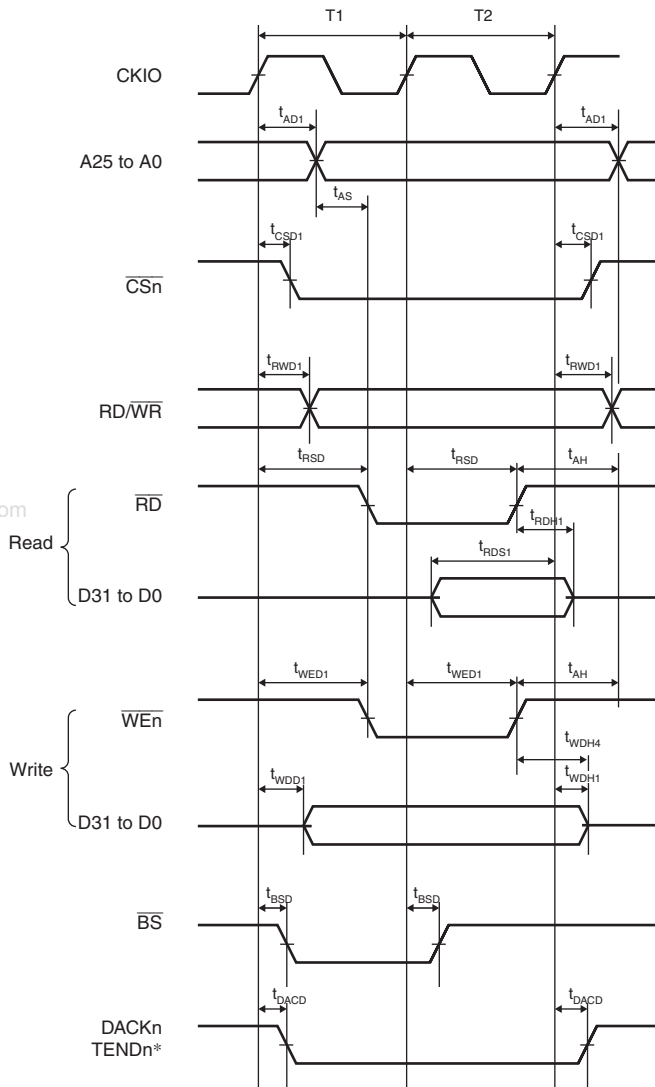 T1 T2
CKIO
tAD1 tAD1
A25 to A0
tAS
tCSD1 tCSD1
CSn
tRWD1 tRWD1
RD/WR
tRSD tRSD tAH
RD
tRDH1
om
Read
tRDS1
D31 to D0
tWED1 tWED1 tAH
WEn
tWDH4
Write
tWDD1 tWDH1
D31 to D0
tBSD tBSD
BS
tDACD tDACD
DACKn
TENDn*